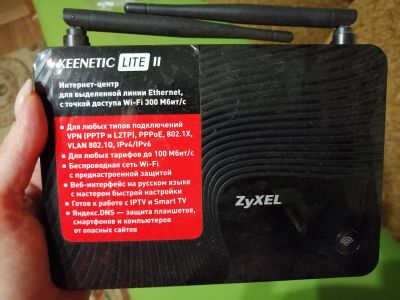 KEENETIC LITE II
Интернет-центр
для выделенной линии Ethernet,
с точкой доступа Wi-Fi 300 Мбит/с
• Для любых типов подключений
VPN (PPTP и L2TP), PPPoE, 802.1X,
VLAN 802.1Q, IPv4/IPv6
• Для любых тарифов до 100 Мбит/с
• Беспроводная сеть Wi-Fi
с преднастроенной защитой
• Веб-интерфейс на русском языке
с мастером быстрой настройки
• Готов к работе с IPTV и Smart TV
• Яндекс.DNS — защита планшетов,
смартфонов и компьютеров
от опасных сайтов
ZyXEL